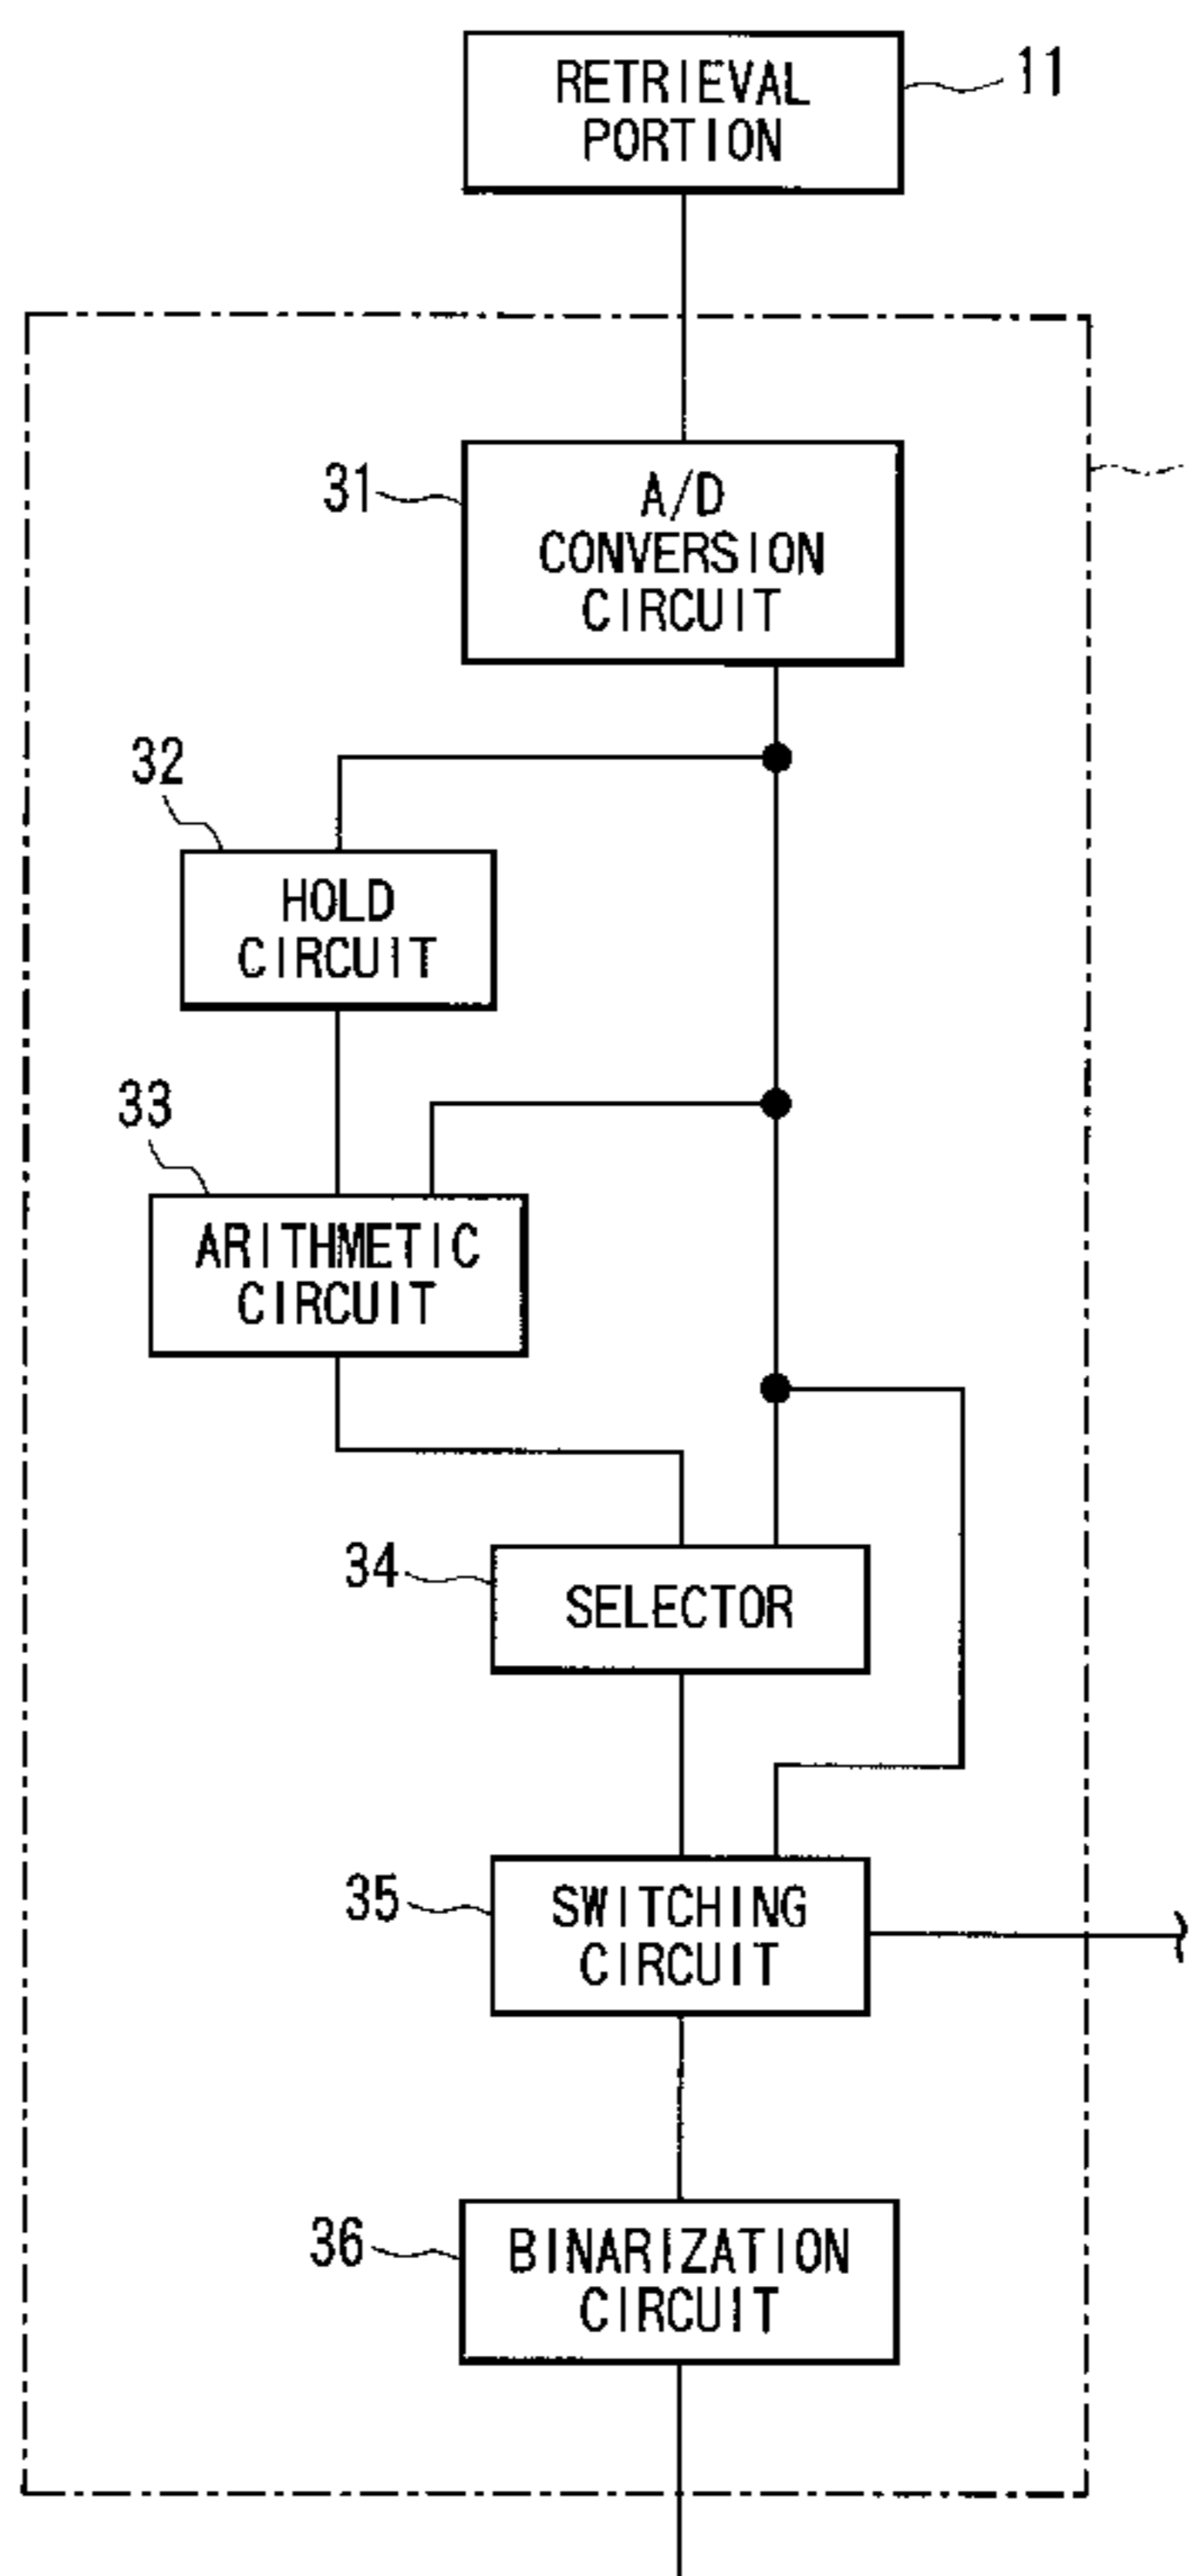 RETRIEVAL
PORTION
11
31
A/D
CONVERSION
CIRCUIT
32
HOLD
CIRCUIT
33
ARITHMETIC
CIRCUIT
34
SELECTOR
35
SWITCHING
CIRCUIT
36
BINARIZATION
CIRCUIT